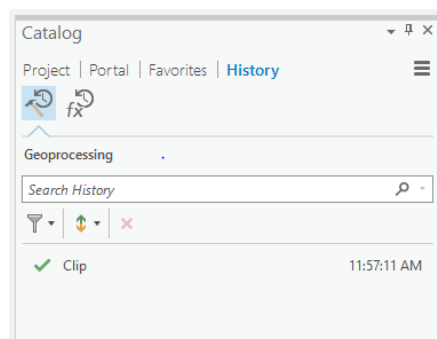 Catalog
Project | Portal | Favorites | History
fx
Geoprocessing
Search History
Clip 11:57:11 AM